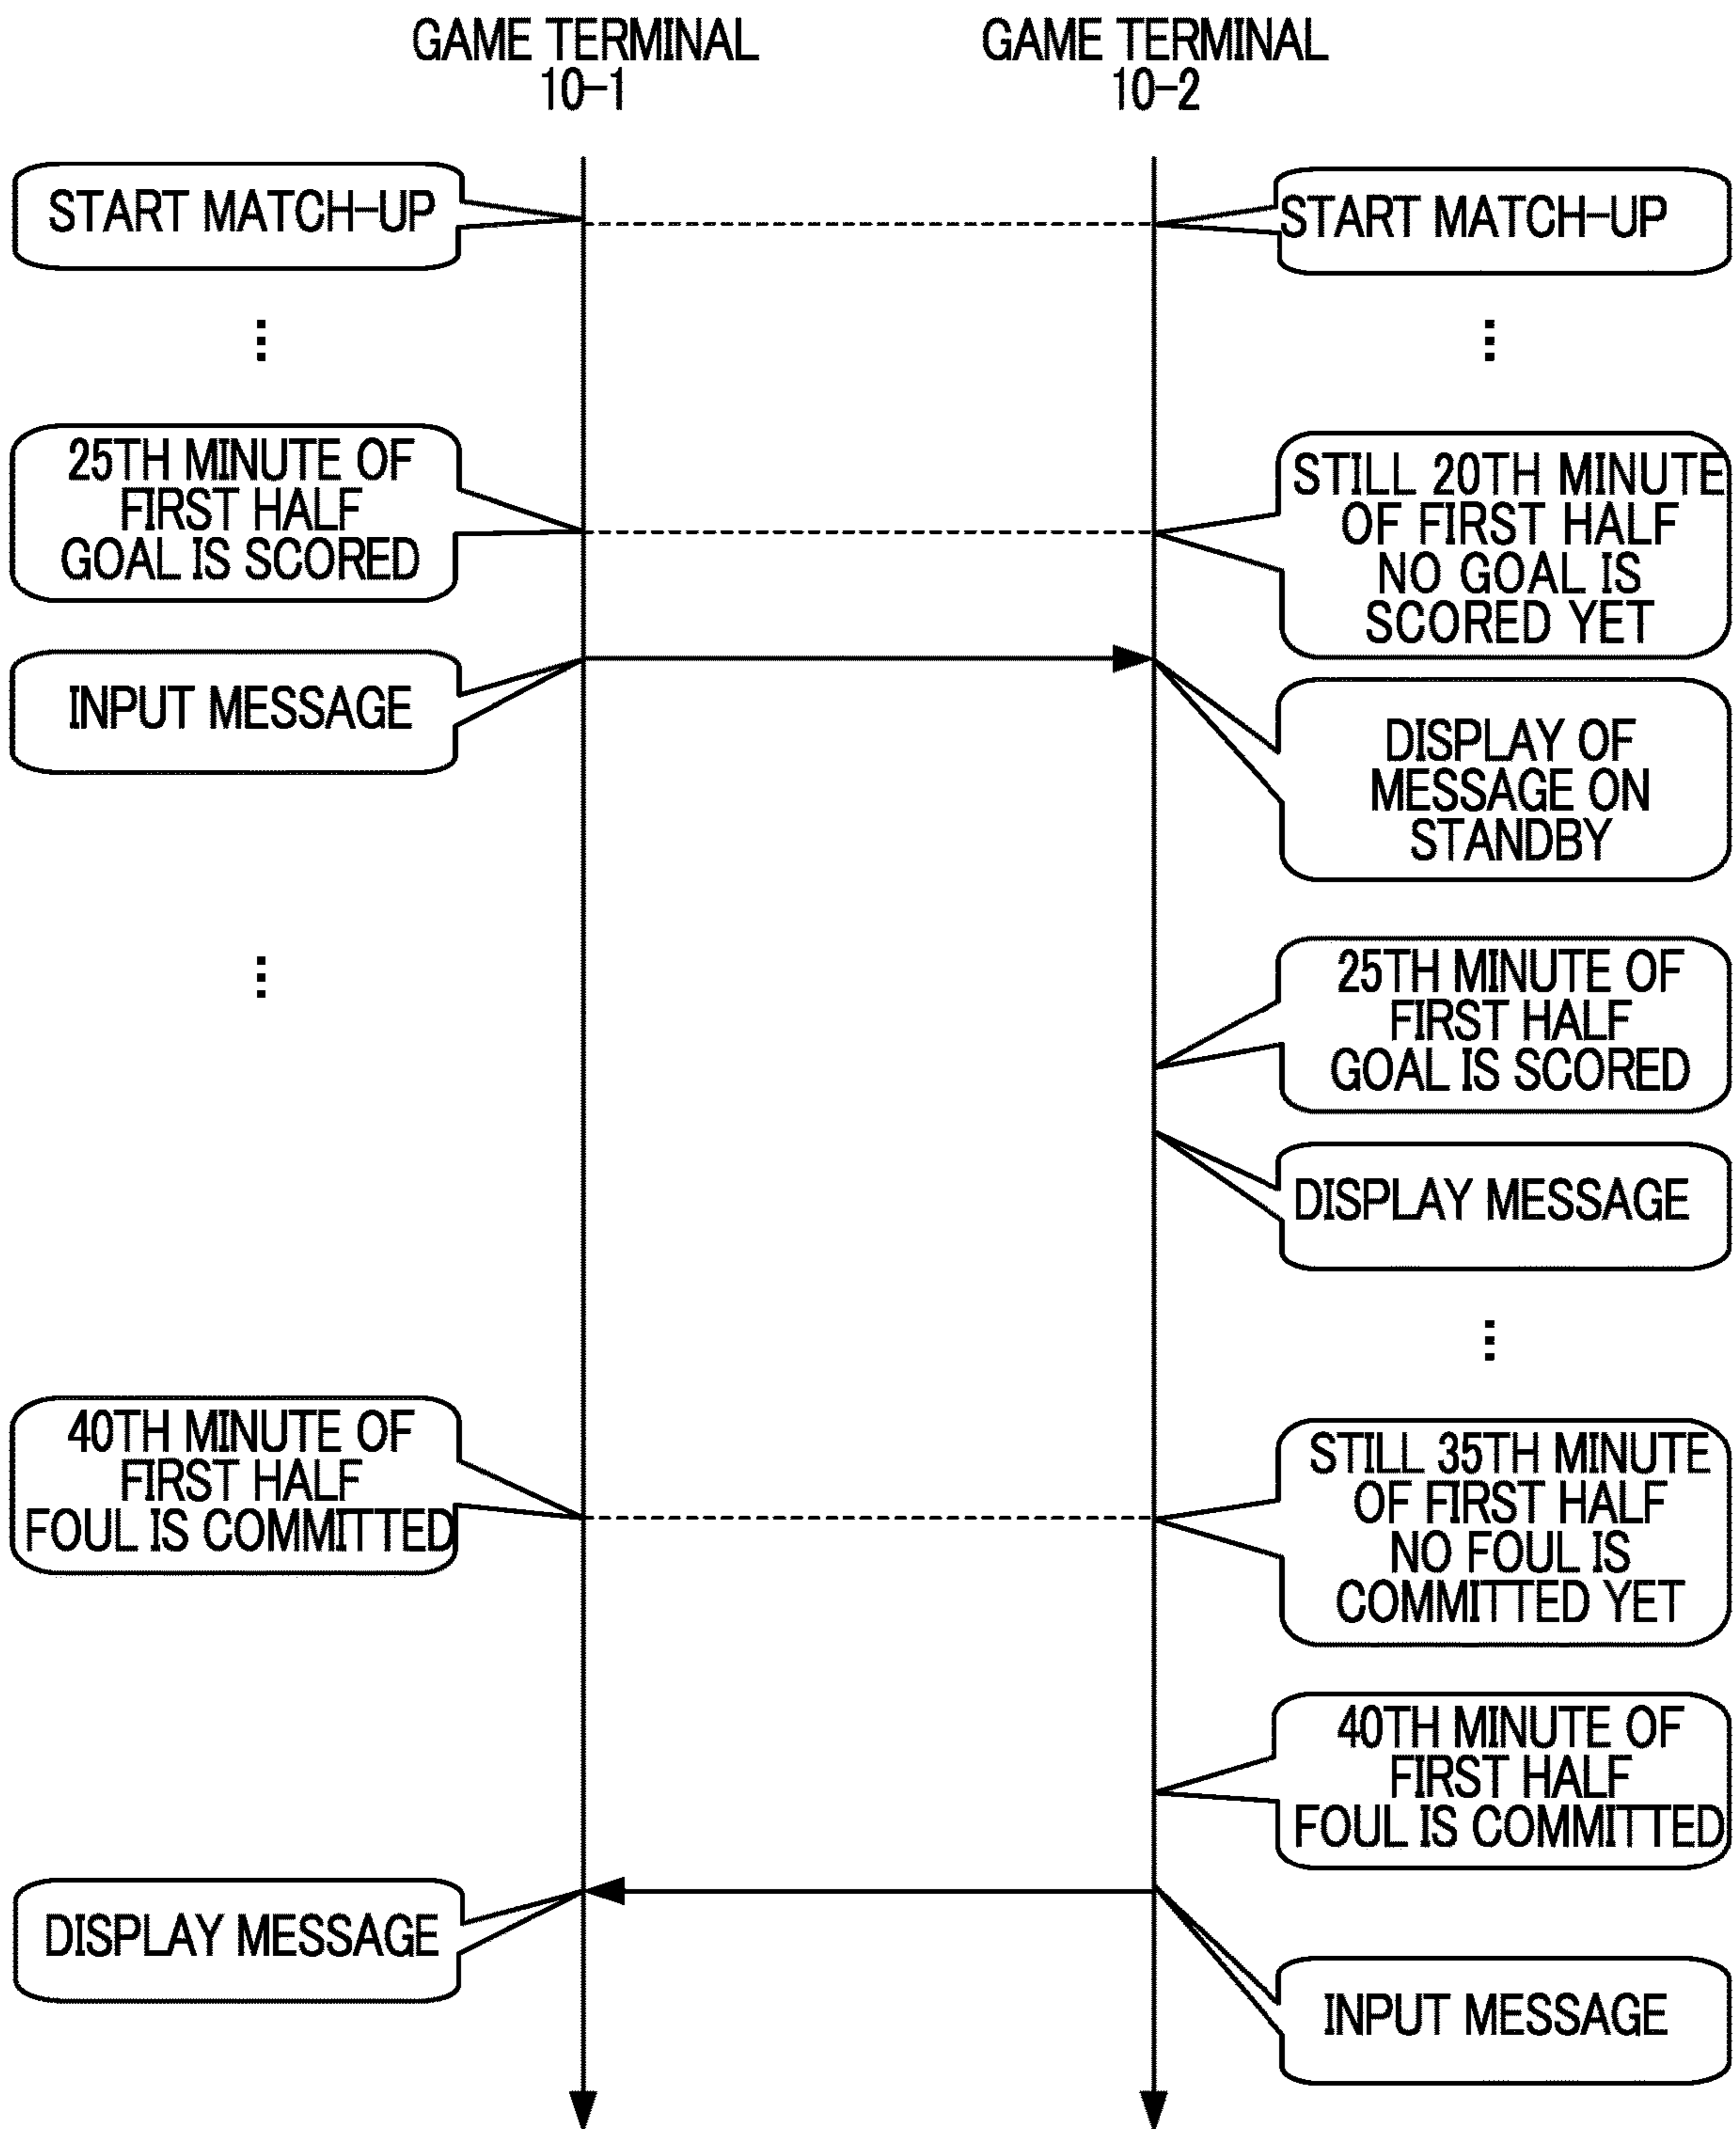 GAME TERMINAL
10-1
GAME TERMINAL
10-2
START MATCH-UP
START MATCH-UP
25TH MINUTE OF
FIRST HALF
GOAL IS SCORED
STILL 20TH MINUTE
OF FIRST HALF
NO GOAL IS
SCORED YET
INPUT MESSAGE
DISPLAY OF
MESSAGE ON
STANDBY
25TH MINUTE OF
FIRST HALF
GOAL IS SCORED
DISPLAY MESSAGE
40TH MINUTE OF
FIRST HALF
FOUL IS COMMITTED
STILL 35TH MINUTE
OF FIRST HALF
NO FOUL IS
COMMITTED YET
40TH MINUTE OF
FIRST HALF
FOUL IS COMMITTED
DISPLAY MESSAGE
INPUT MESSAGE